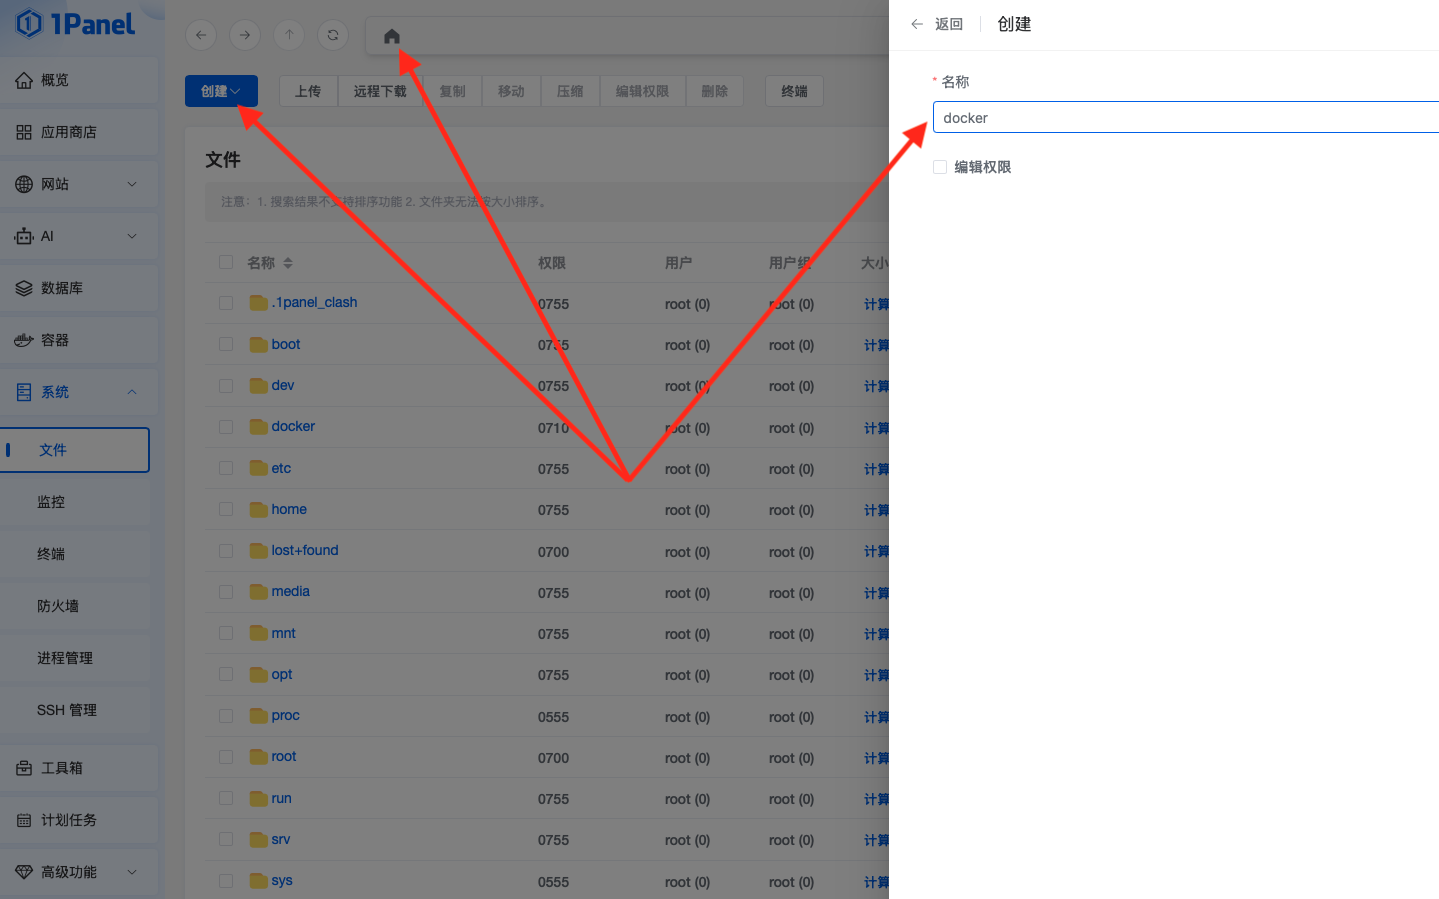 1Panel
概览
应用商店
网站
AI
数据库
容器
系统
文件
监控
终端
防火墙
进程管理
SSH 管理
工具箱
计划任务
高级功能
创建 上传 远程下载 复制 移动 压缩 编辑权限 删除 终端
文件
注意：1. 搜索结果不支持排序功能 2. 文件夹无法按大小排序。
名称 权限 用户 用户组 大小
.1panel_clash 0755 root (0) root (0) 计算
boot 0755 root (0) root (0) 计算
dev 0755 root (0) root (0) 计算
docker 0710 root (0) root (0) 计算
etc 0755 root (0) root (0) 计算
home 0755 root (0) root (0) 计算
lost+found 0700 root (0) root (0) 计算
media 0755 root (0) root (0) 计算
mnt 0755 root (0) root (0) 计算
opt 0755 root (0) root (0) 计算
proc 0555 root (0) root (0) 计算
root 0700 root (0) root (0) 计算
run 0755 root (0) root (0) 计算
srv 0755 root (0) root (0) 计算
sys 0555 root (0) root (0) 计算
返回 创建
* 名称
docker
编辑权限